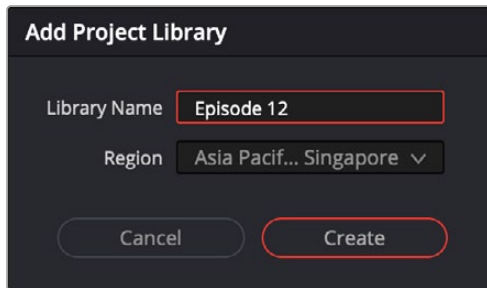 Add Project Library
Library Name Episode 12
Region Asia Pacif... Singapore
Cancel Create